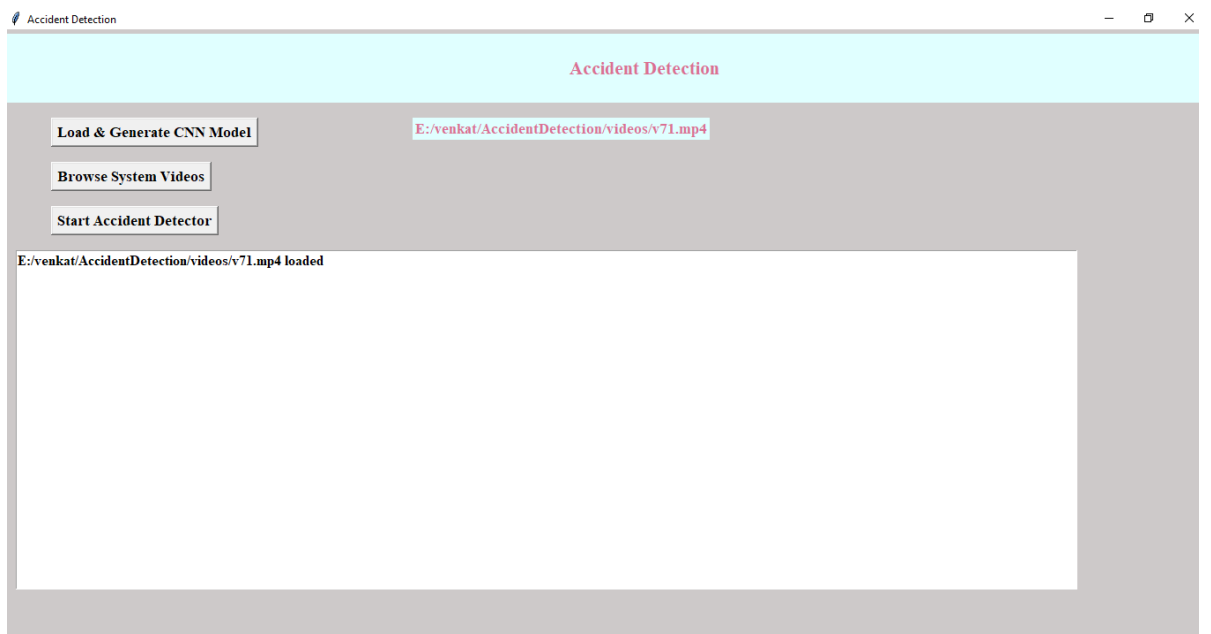 Accident Detection
Accident Detection
Load & Generate CNN Model
E:/venkat/AccidentDetection/videos/v71.mp4
Browse System Videos
Start Accident Detector
E:/venkat/AccidentDetection/videos/v71.mp4 loaded